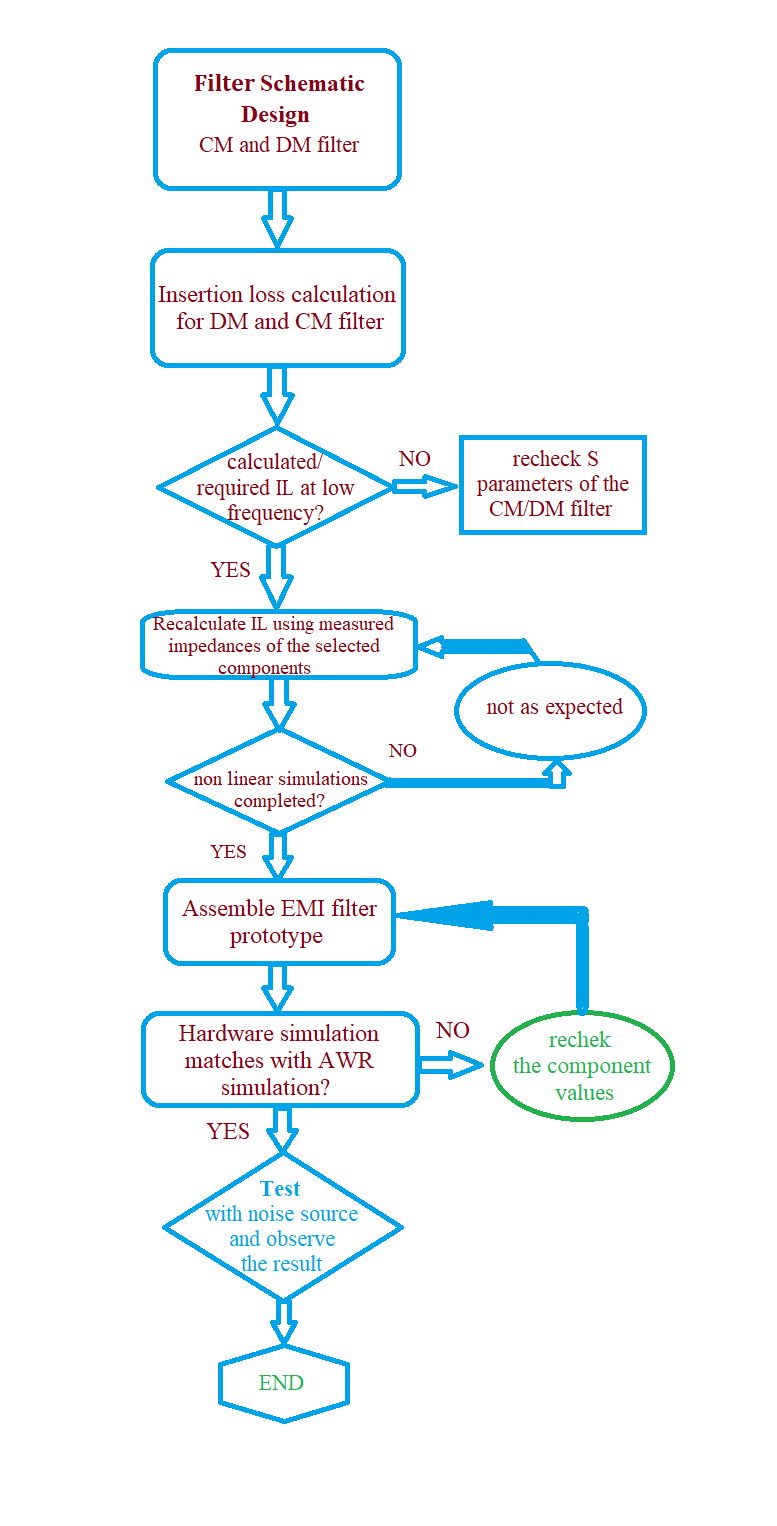 Filter Schematic
Design
CM and DM filter
Insertion loss calculation
for DM and CM filter
calculated/
required IL at low
frequency?
NO
recheck S
parameters of the
CM/DM filter
YES
Recalculate IL using measured
impedances of the selected
components
not as expected
NO
non linear simulations
completed?
YES
Assemble EMI filter
prototype
Hardware simulation
matches with AWR
simulation?
NO
rechek
the component
values
YES
Test
with noise source
and observe
the result
END